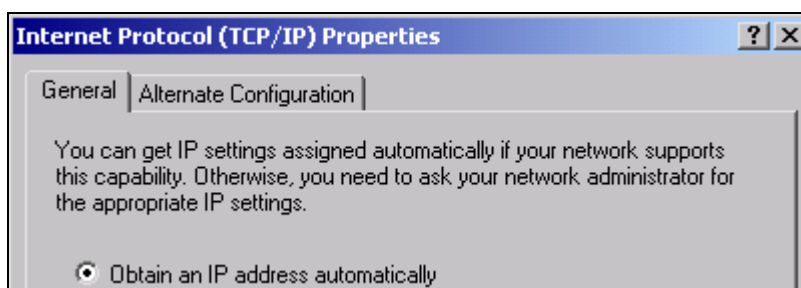 Internet Protocol (TCP/IP) Properties
General
Alternate Configuration
You can get IP settings assigned automatically if your network supports
this capability. Otherwise, you need to ask your network administrator for
the appropriate IP settings.
Obtain an IP address automatically